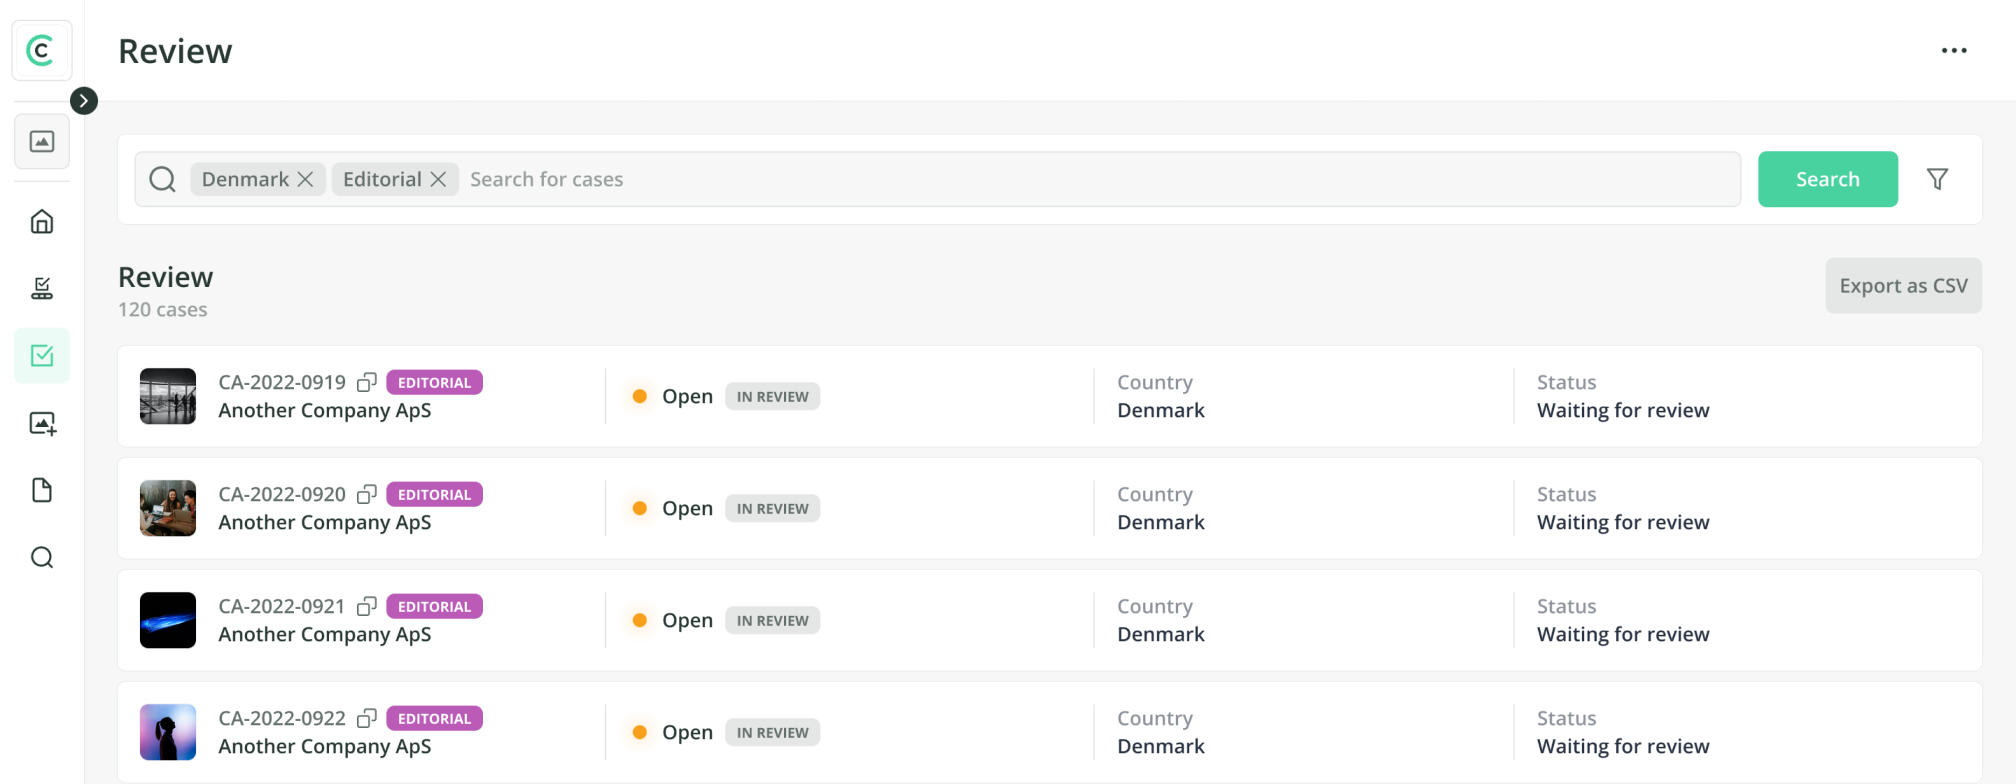 C
Review
Denmark
Editorial
Search for cases
Search
Review
120 cases
Export as CSV
CA-2022-0919 EDITORIAL
Another Company ApS
Open IN REVIEW
Country
Denmark
Status
Waiting for review
CA-2022-0920 EDITORIAL
Another Company ApS
Open IN REVIEW
Country
Denmark
Status
Waiting for review
CA-2022-0921 EDITORIAL
Another Company ApS
Open IN REVIEW
Country
Denmark
Status
Waiting for review
CA-2022-0922 EDITORIAL
Another Company ApS
Open IN REVIEW
Country
Denmark
Status
Waiting for review